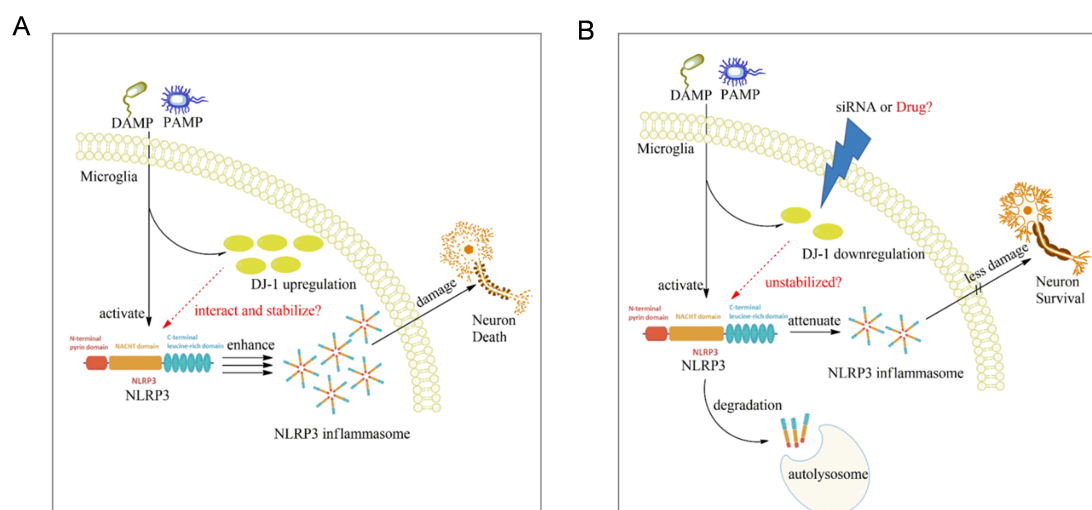 A
DAMP PAMP
Microglia
DJ-1 upregulation
interact and stabilize?
activate
N-terminal
pyrin domain
NACHT domain
C-terminal
leucine-rich domain
NLRP3
NLRP3
enhance
NLRP3 inflammasome
damage
Neuron
Death
B
DAMP PAMP
siRNA or Drug?
Microglia
DJ-1 downregulation
unstabilized?
activate
N-terminal
pyrin domain
NACHT domain
C-terminal
leucine-rich domain
NLRP3
NLRP3
attenuate
NLRP3 inflammasome
less damage
Neuron
Survival
degradation
autolysosome